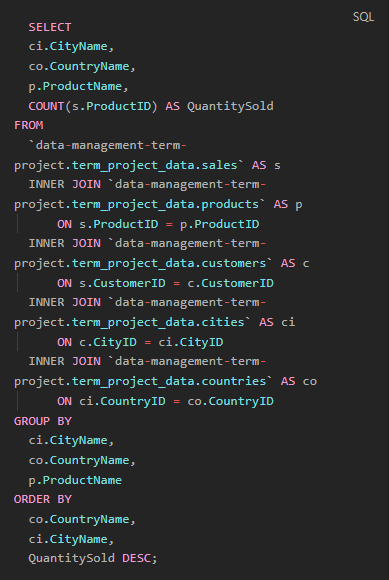 SQL
SELECT
ci.CityName,
co.CountryName,
p.ProductName,
COUNT(s.ProductID) AS QuantitySold
FROM
`data-management-term-
project.term_project_data.sales` AS s
INNER JOIN `data-management-term-
project.term_project_data.products` AS p
ON s.ProductID = p.ProductID
INNER JOIN `data-management-term-
project.term_project_data.customers` AS c
ON s.CustomerID = c.CustomerID
INNER JOIN `data-management-term-
project.term_project_data.cities` AS ci
ON c.CityID = ci.CityID
INNER JOIN `data-management-term-
project.term_project_data.countries` AS co
ON ci.CountryID = co.CountryID
GROUP BY
ci.CityName,
co.CountryName,
p.ProductName
ORDER BY
co.CountryName,
ci.CityName,
QuantitySold DESC;